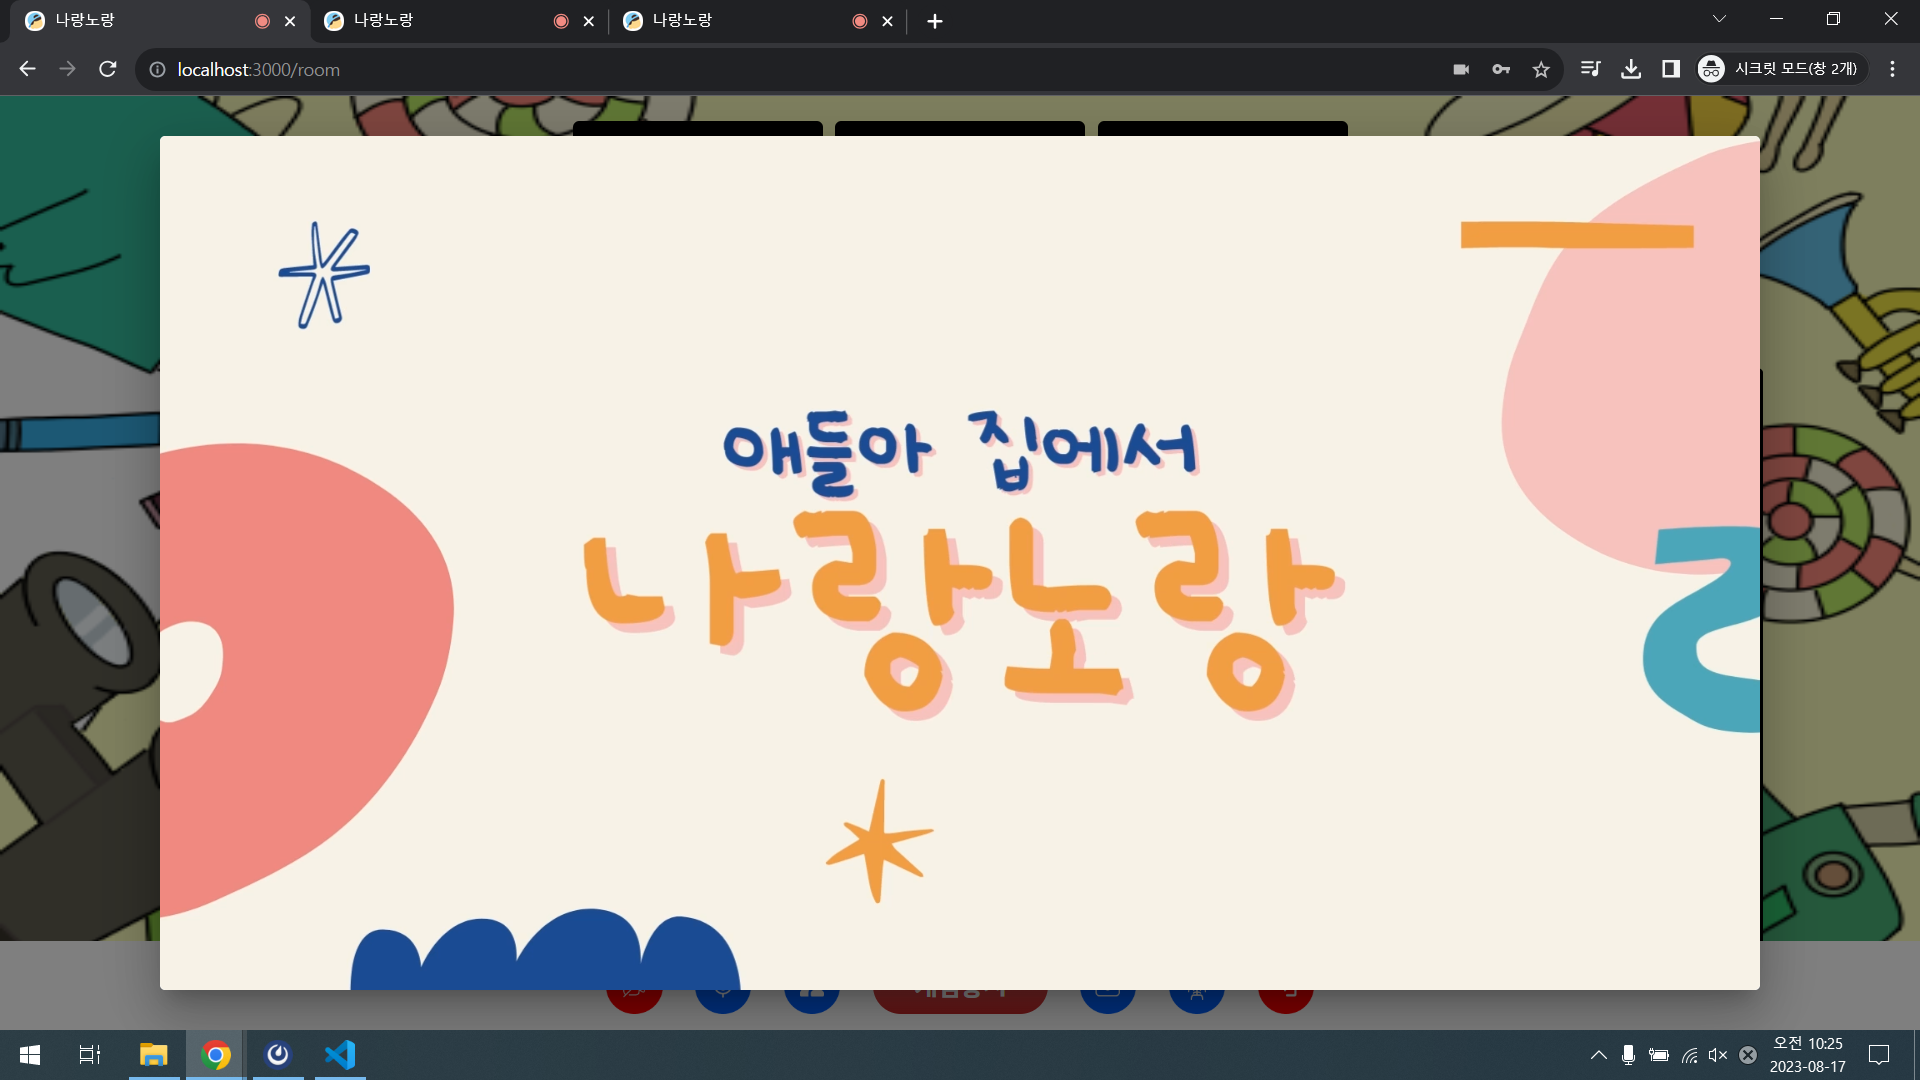 나랑노랑
나랑노랑
나랑노랑
localhost:3000/room
시크릿 모드(창 2개)
애들아 집에서
나랑노랑
오전 10:25
2023-08-17